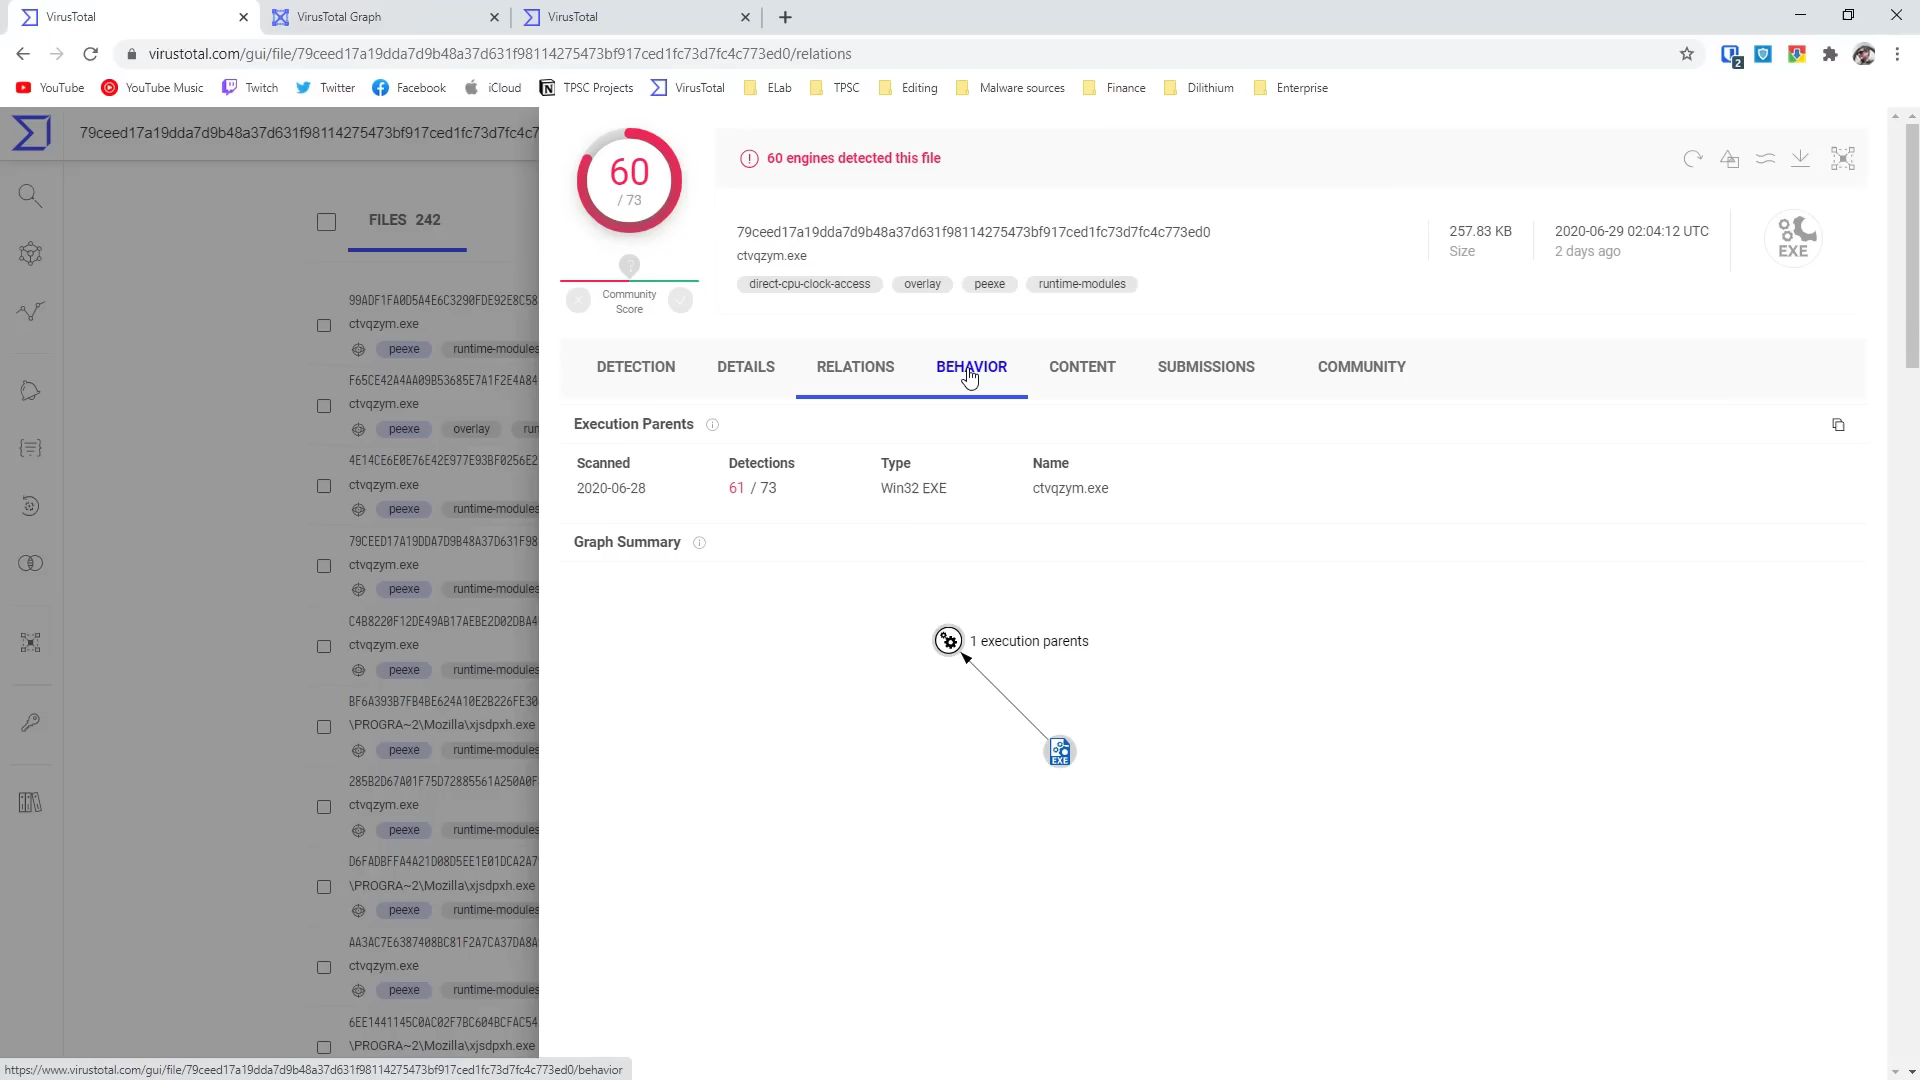 VirusTotal
VirusTotal Graph
VirusTotal
virustotal.com/gui/file/79ceed17a19dda7d9b48a37d631f98114275473bf917ced1fc73d7fc4c773ed0/relations
2
YouTube
YouTube Music
Twitch
Twitter
Facebook
iCloud
TPSC Projects
VirusTotal
ELab
TPSC
Editing
Malware sources
Finance
Dilithium
Enterprise
79ceed17a19dda7d9b48a37d631f98114275473bf917ced1fc73d7fc4c7
FILES 242
99ADF1FA0D5A4E6C3290FDE92E8C58
ctvqzym.exe
peexe runtime-modules
F65CE42A4AA09B53685E7A1F2E4A84
ctvqzym.exe
peexe overlay run
4E14CE6E0E76E42E977E93BF0256E2
ctvqzym.exe
peexe runtime-modules
79CEED17A19DDA7D9B48A37D631F98
ctvqzym.exe
peexe runtime-modules
C4B8220F12DE49AB17AEBE2D02DBA4
ctvqzym.exe
peexe runtime-modules
BF6A393B7FB4BE624A10E2B226FE30
\PROGRA~2\Mozilla\xjsdpxh.exe
peexe runtime-modules
285B2D67A01F75D72885561A250A0F
ctvqzym.exe
peexe runtime-modules
D6FADBFFA4A21D08D5EE1E01DCA2A7
\PROGRA~2\Mozilla\xjsdpxh.exe
peexe runtime-modules
AA3AC7E6387408BC81F2A7CA37DA8A
ctvqzym.exe
peexe runtime-modules
6EE1441145C0AC02F7BC604BCFAC54
\PROGRA~2\Mozilla\xjsdpxh.exe
60
/ 73
?
Community
Score
60 engines detected this file
79ceed17a19dda7d9b48a37d631f98114275473bf917ced1fc73d7fc4c773ed0
ctvqzym.exe
direct-cpu-clock-access overlay peexe runtime-modules
257.83 KB
Size
2020-06-29 02:04:12 UTC
2 days ago
EXE
DETECTION DETAILS RELATIONS BEHAVIOR CONTENT SUBMISSIONS COMMUNITY
Execution Parents
Scanned Detections Type Name
2020-06-28 61 / 73 Win32 EXE ctvqzym.exe
Graph Summary
1 execution parents
EXE
https://www.virustotal.com/gui/file/79ceed17a19dda7d9b48a37d631f98114275473bf917ced1fc73d7fc4c773ed0/behavior